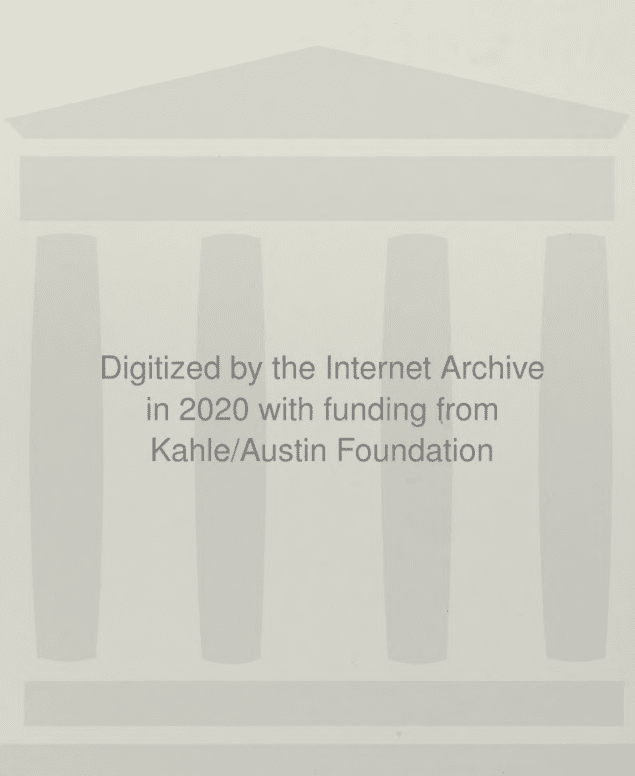 Digitized by the Internet Archive
in 2020 with funding from
Kahle/Austin Foundation